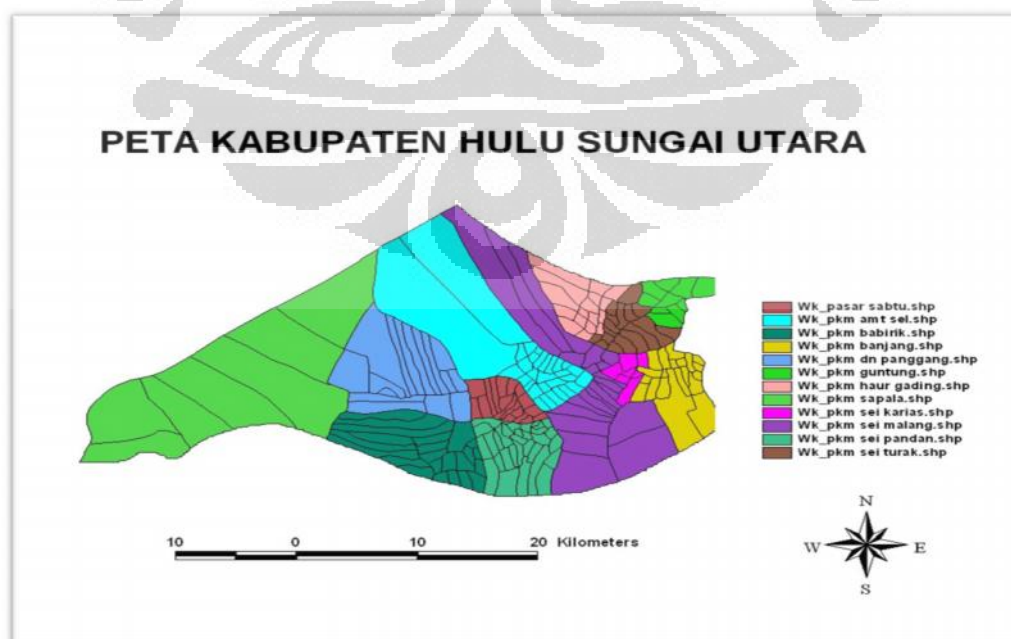 PETA KABUPATEN HULU SUNGAI UTARA
Wk_pasar sabtu.shp
Wk_pkm amt sel.shp
Wk_pkm babirik.shp
Wk_pkm banjang.shp
Wk_pkm dn panggang.shp
Wk_pkm guntung.shp
Wk_pkm haur gading.shp
Wk_pkm sapala.shp
Wk_pkm sei karias.shp
Wk_pkm sei malang.shp
Wk_pkm sei pandan.shp
Wk_pkm sei turak.shp
10 0 10 20 Kilometers
N
W E
S